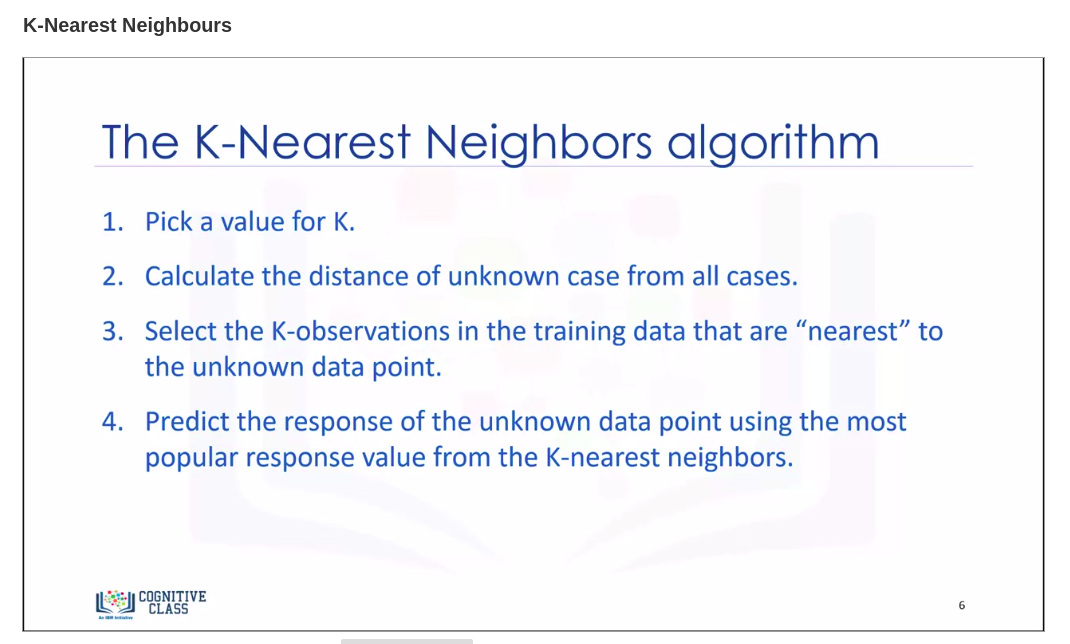 K-Nearest Neighbours
The K-Nearest Neighbors algorithm
1. Pick a value for K.
2. Calculate the distance of unknown case from all cases.
3. Select the K-observations in the training data that are “nearest” to
the unknown data point.
4. Predict the response of the unknown data point using the most
popular response value from the K-nearest neighbors.
COGNITIVE
CLASS
An IBM Initiative
6